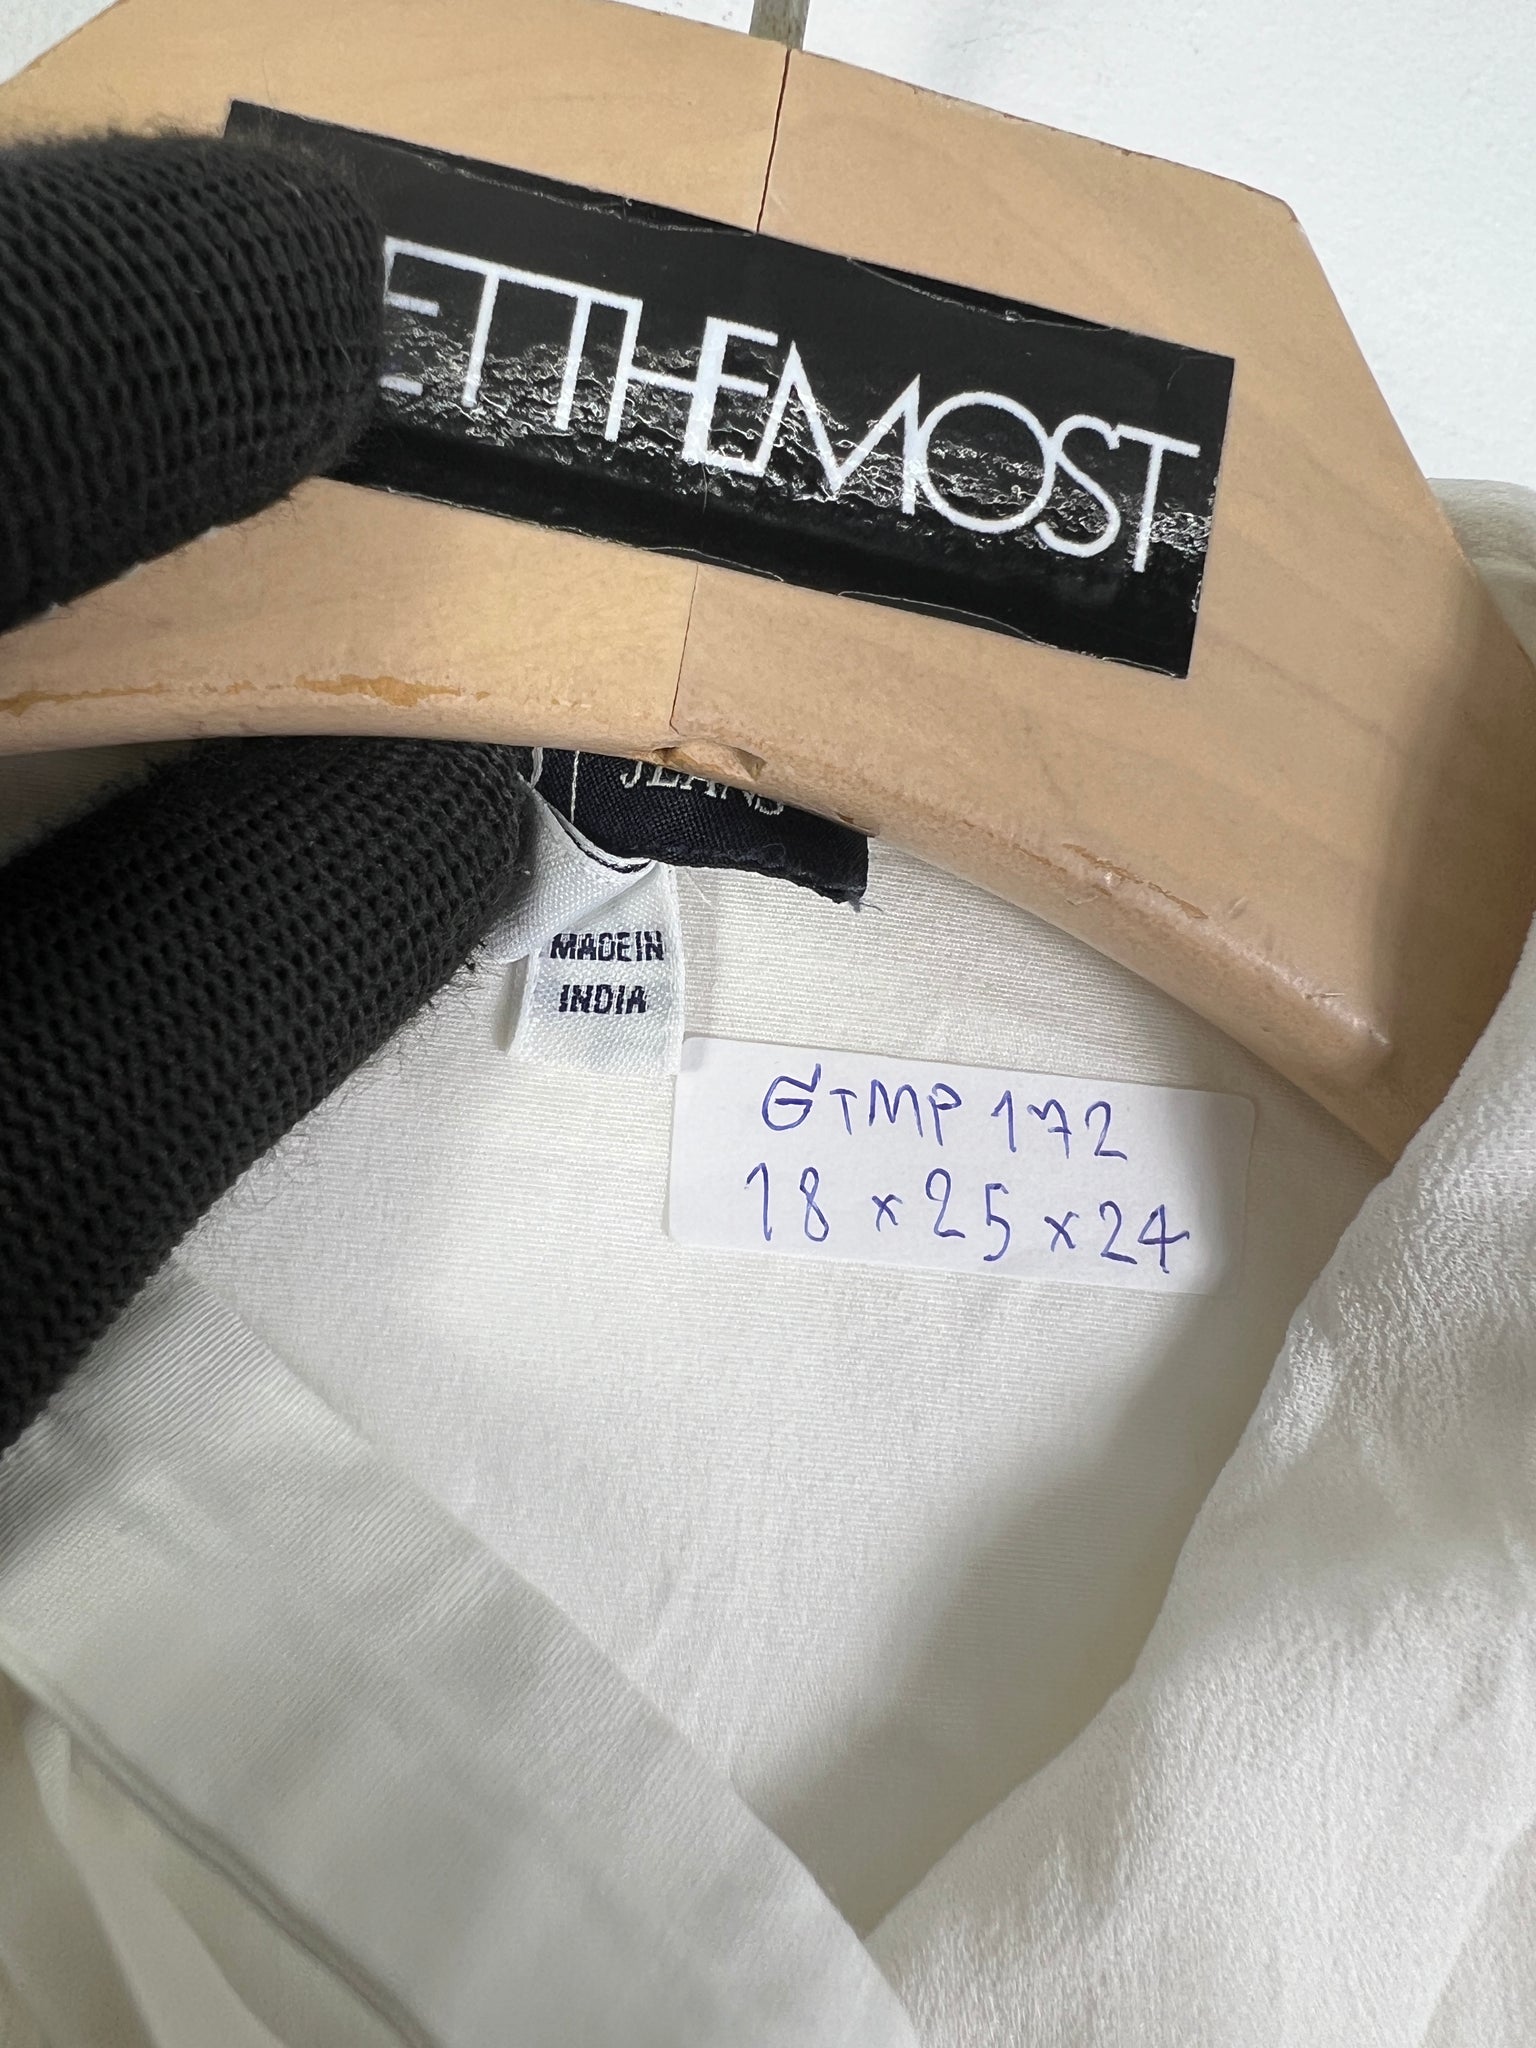 ETTHEMOST
JEANS
MADE IN
INDIA
GTMP 172
18 x 25 x 24